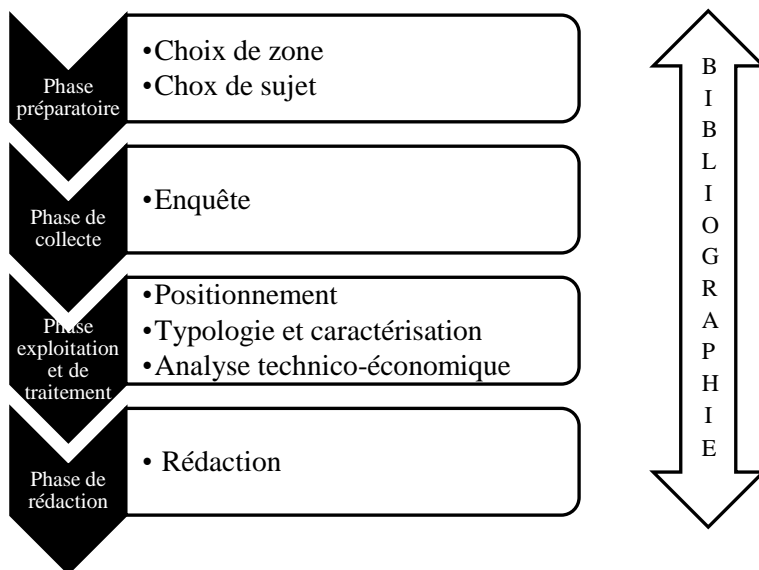 Phase
préparatoire
•Choix de zone
•Chox de sujet
Phase de
collecte
•Enquête
Phase
exploitation
et de
traitement
•Positionnement
•Typologie et caractérisation
•Analyse technico-économique
Phase de
rédaction
• Rédaction
B
I
B
L
I
O
G
R
A
P
H
I
E